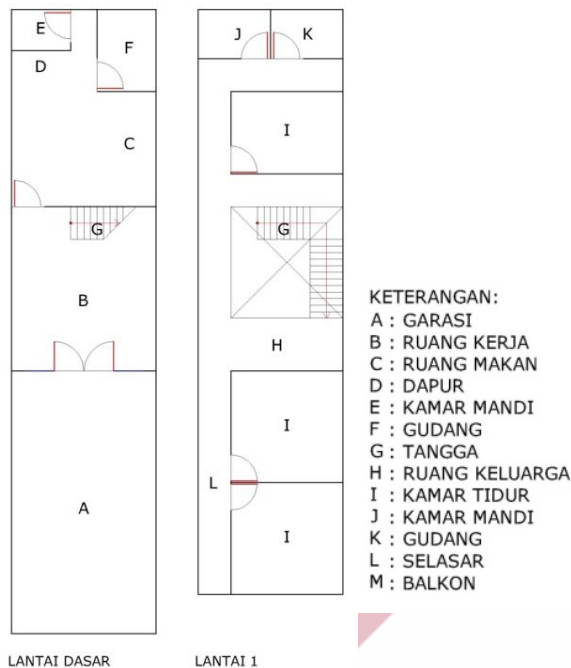 E
F
D
C
G
B
A
LANTAI DASAR
J
K
I
G
H
I
L
I
LANTAI 1
KETERANGAN:
A : GARASI
B : RUANG KERJA
C : RUANG MAKAN
D : DAPUR
E : KAMAR MANDI
F : GUDANG
G : TANGGA
H : RUANG KELUARGA
I : KAMAR TIDUR
J : KAMAR MANDI
K : GUDANG
L : SELASAR
M : BALKON